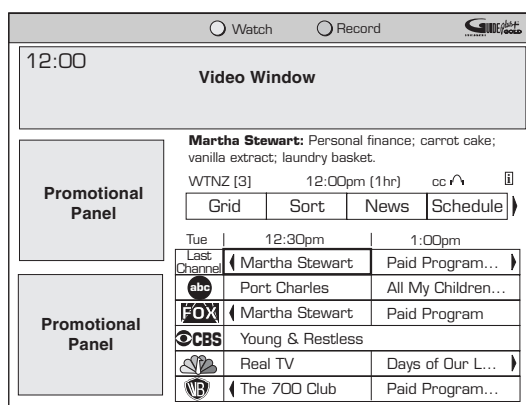 Watch Record GUIDE Plus+ GOLD
12:00
Video Window
Martha Stewart: Personal finance; carrot cake;
vanilla extract; laundry basket.
WTNZ [3] 12:00pm (1hr) cc i
Promotional
Panel
Grid Sort News Schedule
Tue 12:30pm 1:00pm
Last
Channel Martha Stewart Paid Program...
abc Port Charles All My Children...
FOX Martha Stewart Paid Program
CBS Young & Restless
Promotional
Panel
Real TV Days of Our L...
WB The 700 Club Paid Program...